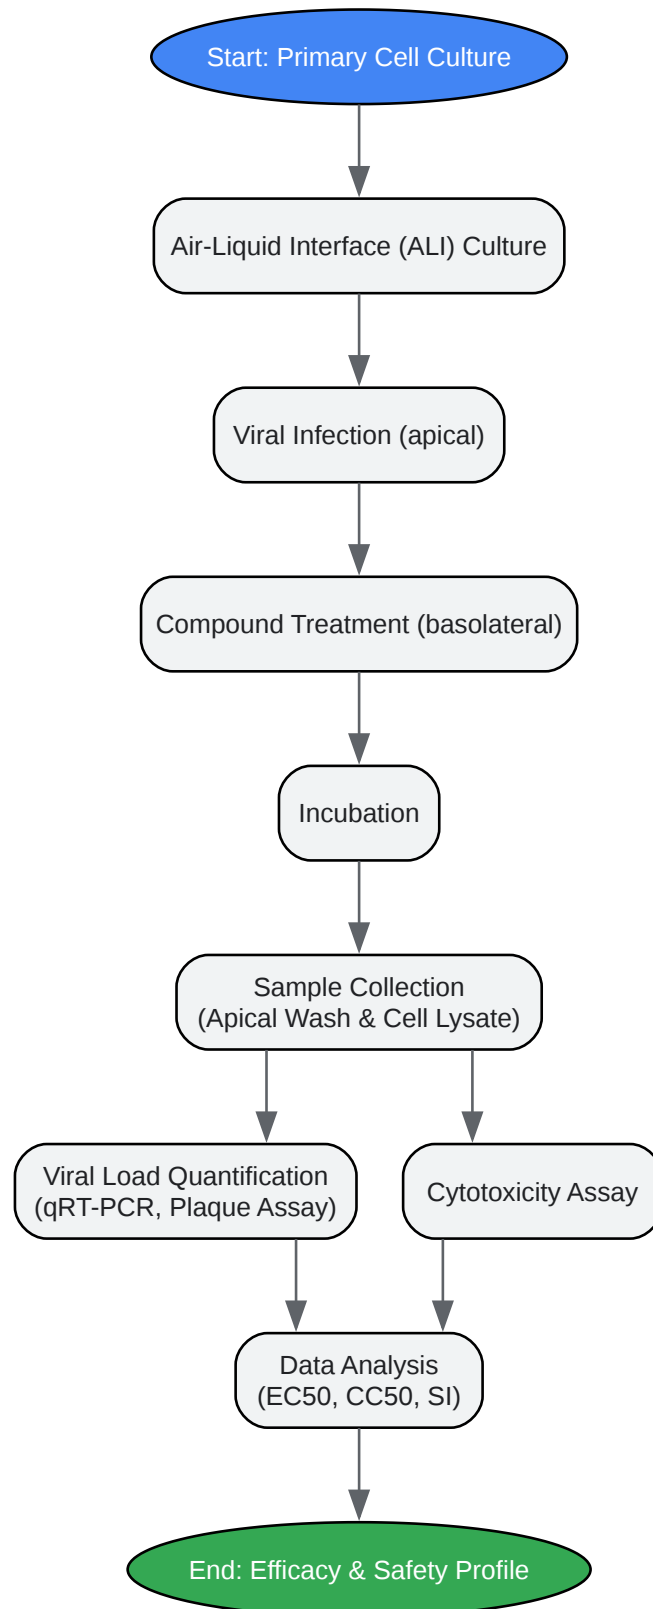 Start: Primary Cell Culture
Air-Liquid Interface (ALI) Culture
Viral Infection (apical)
Compound Treatment (basolateral)
Incubation
Sample Collection
(Apical Wash & Cell Lysate)
Viral Load Quantification
(qRT-PCR, Plaque Assay)
Cytotoxicity Assay
Data Analysis
(EC50, CC50, SI)
End: Efficacy & Safety Profile